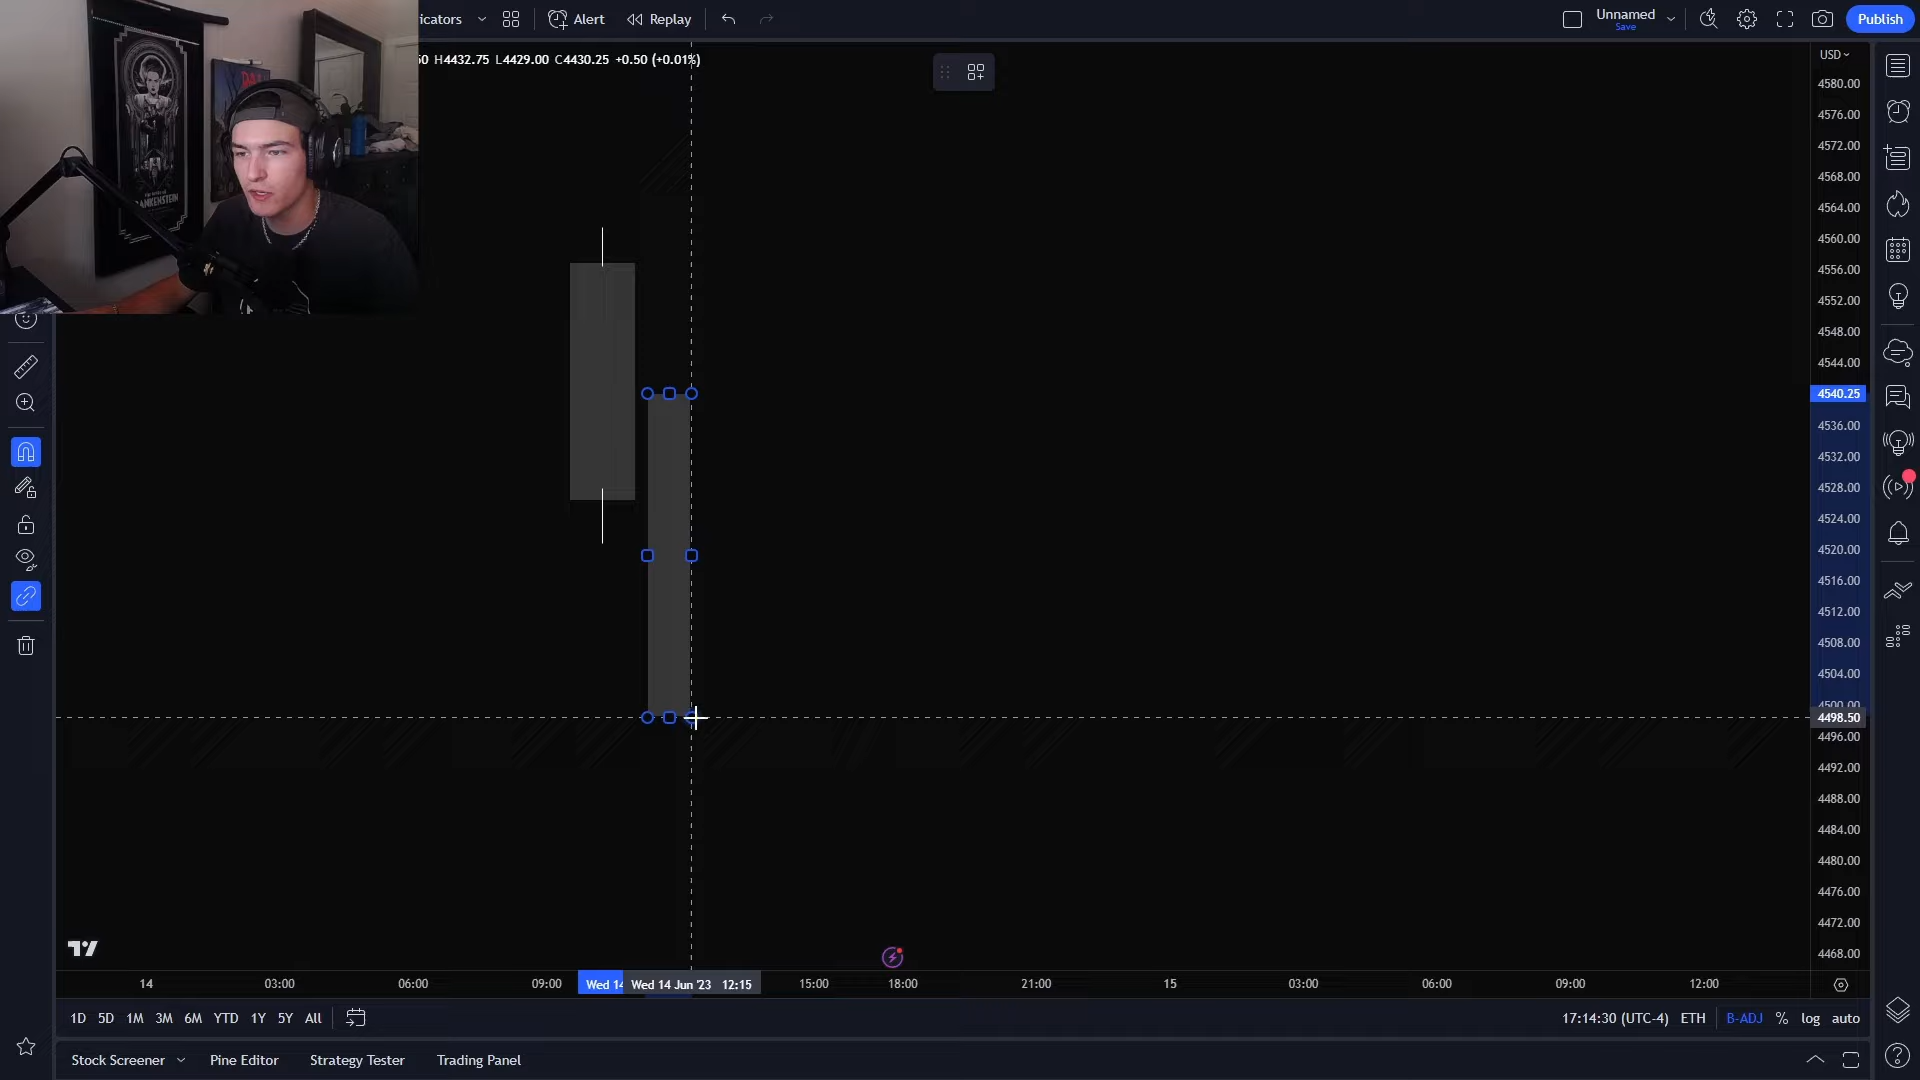 icators
Alert
Replay
Unnamed
Save
Publish
60 H4432.75 L4429.00 C4430.25 +0.50 (+0.01%)
USD
4580.00
4576.00
4572.00
4568.00
4564.00
4560.00
4556.00
4552.00
4548.00
4544.00
4540.25
4536.00
4532.00
4528.00
4524.00
4520.00
4516.00
4512.00
4508.00
4504.00
4500.00
4498.50
4496.00
4492.00
4488.00
4484.00
4480.00
4476.00
4472.00
4468.00
14 03:00 06:00 09:00 Wed 14 Wed 14 Jun '23 12:15 15:00 18:00 21:00 15 03:00 06:00 09:00 12:00
1D 5D 1M 3M 6M YTD 1Y 5Y All
17:14:30 (UTC-4) ETH B-ADJ % log auto
Stock Screener Pine Editor Strategy Tester Trading Panel